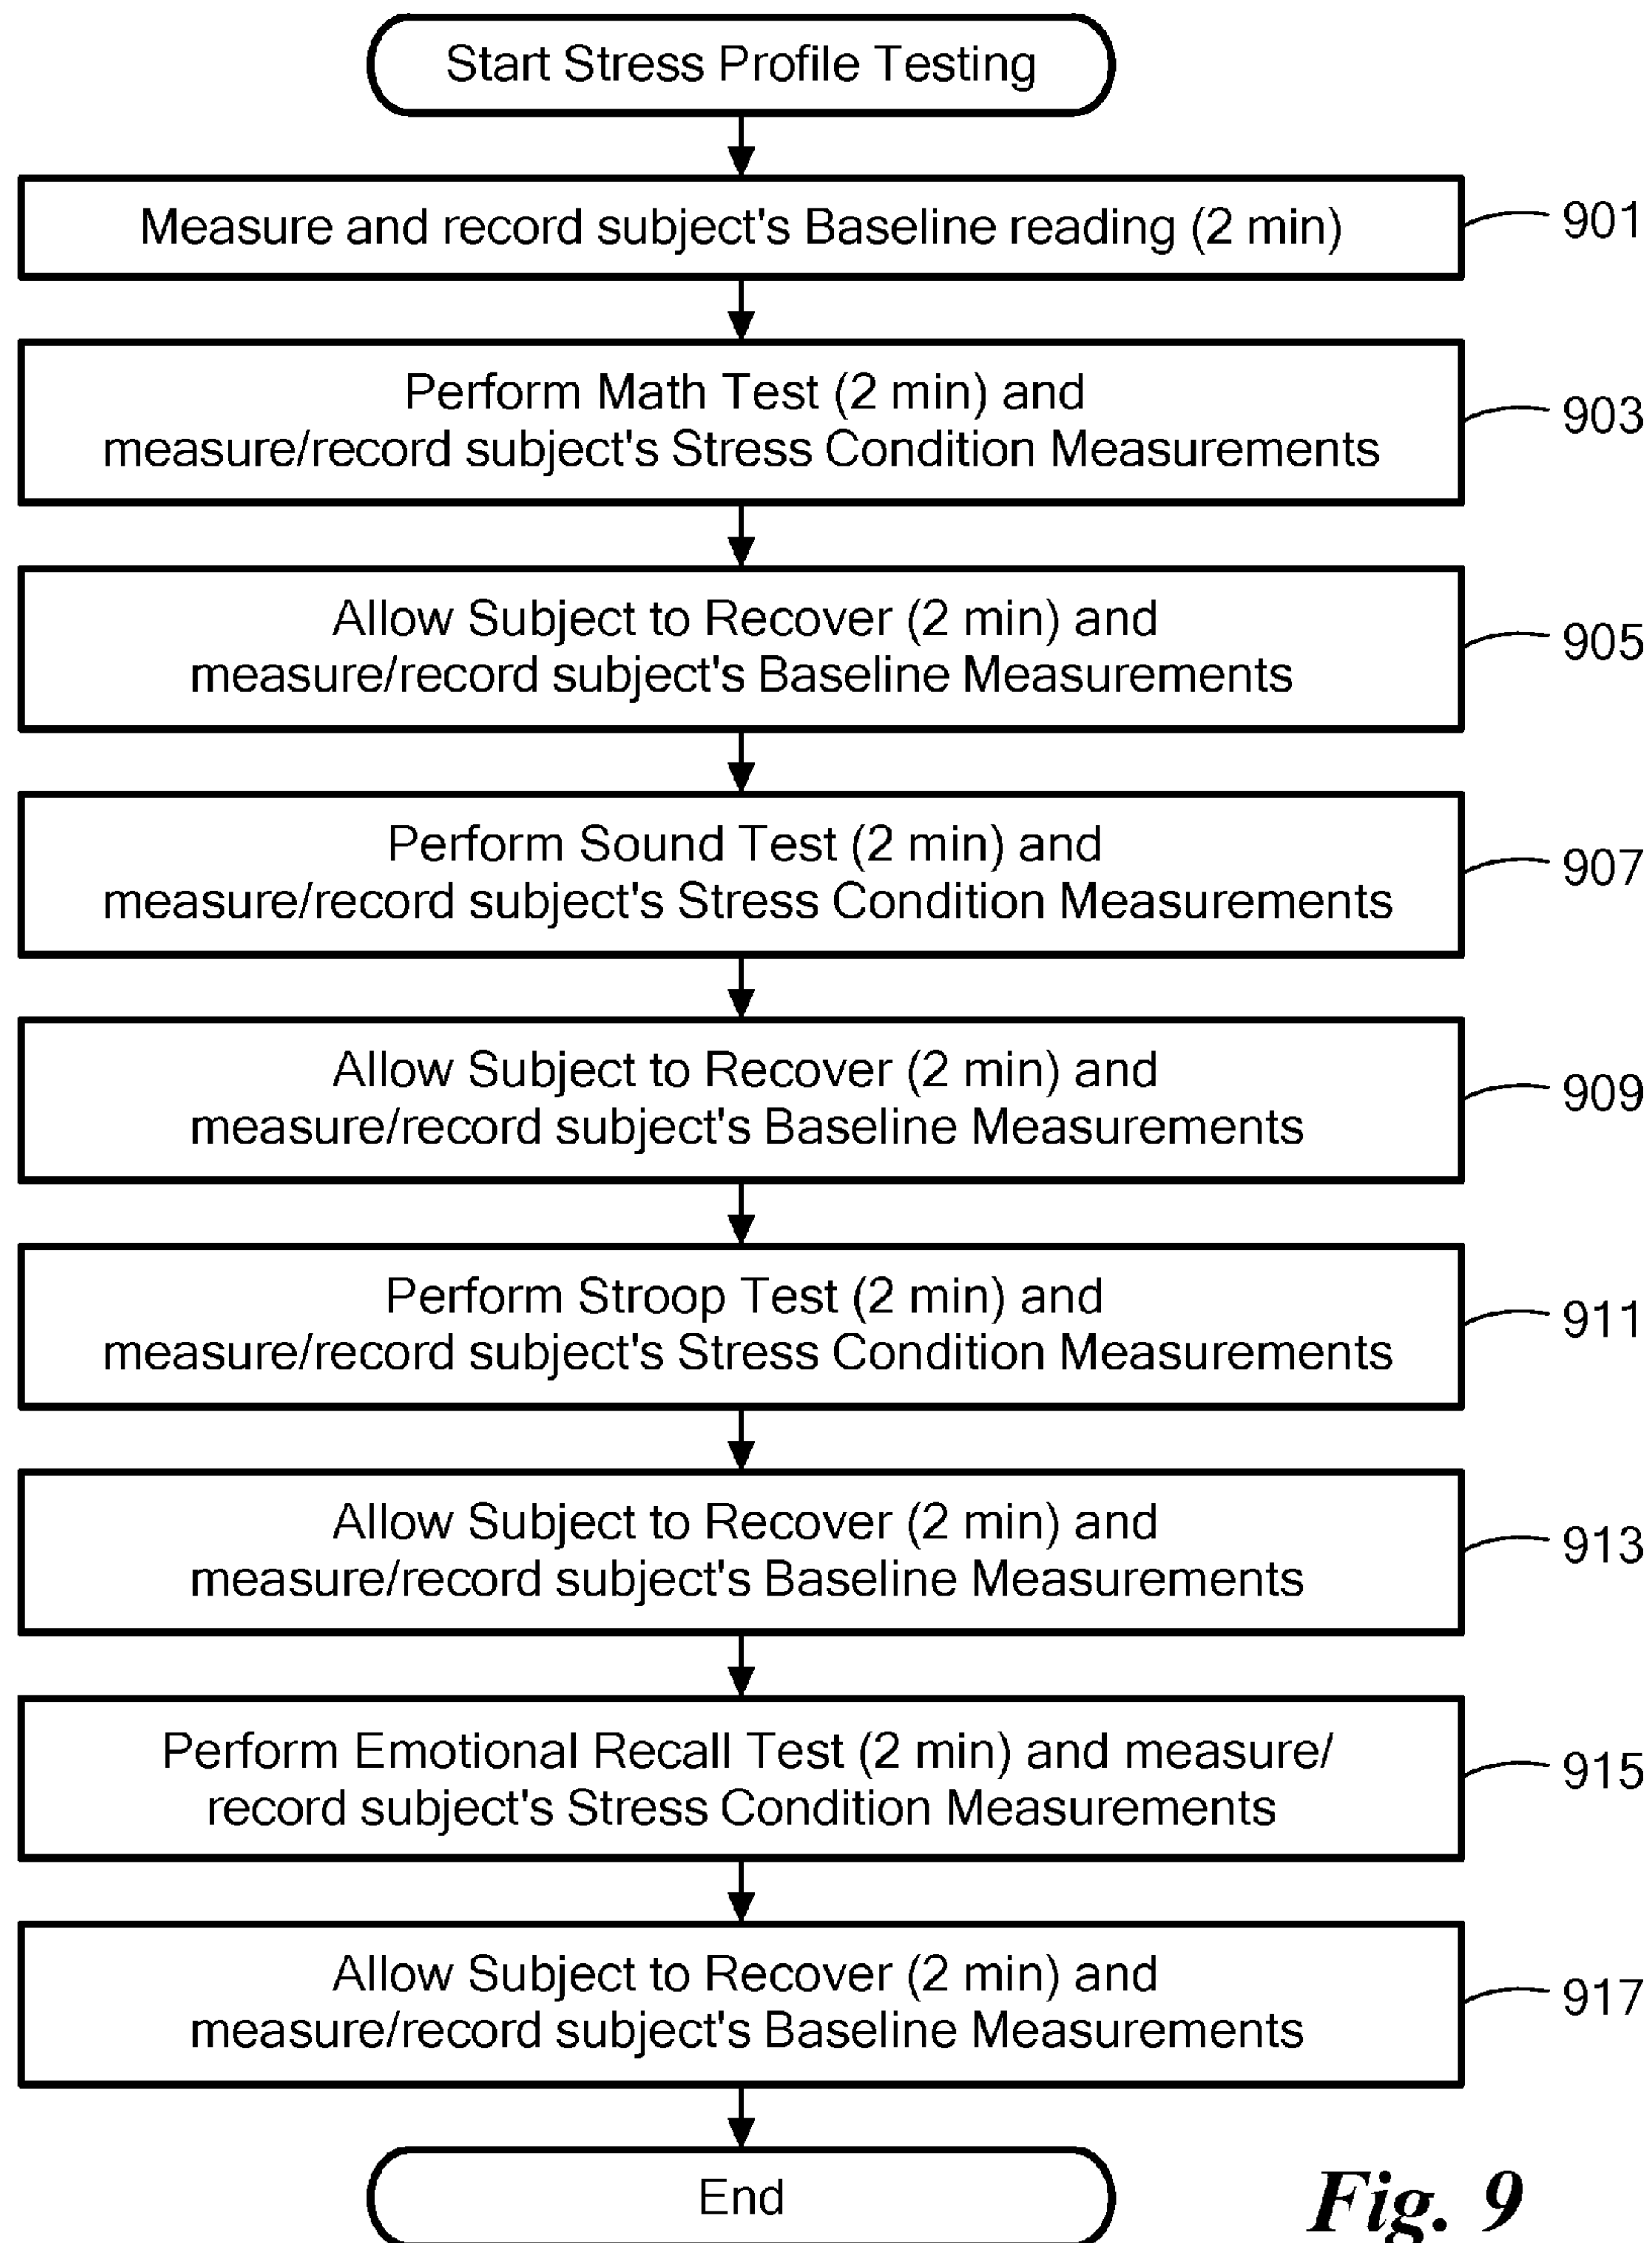 Start Stress Profile Testing
Measure and record subject's Baseline reading (2 min)
901
Perform Math Test (2 min) and
measure/record subject's Stress Condition Measurements
903
Allow Subject to Recover (2 min) and
measure/record subject's Baseline Measurements
905
Perform Sound Test (2 min) and
measure/record subject's Stress Condition Measurements
907
Allow Subject to Recover (2 min) and
measure/record subject's Baseline Measurements
909
Perform Stroop Test (2 min) and
measure/record subject's Stress Condition Measurements
911
Allow Subject to Recover (2 min) and
measure/record subject's Baseline Measurements
913
Perform Emotional Recall Test (2 min) and measure/
record subject's Stress Condition Measurements
915
Allow Subject to Recover (2 min) and
measure/record subject's Baseline Measurements
917
End
Fig. 9